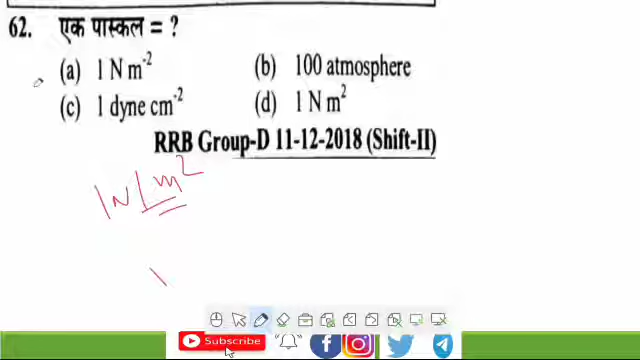 62. एक पास्कल = ?
(a) 1 N m⁻² (b) 100 atmosphere
(c) 1 dyne cm⁻² (d) 1 N m²
RRB Group-D 11-12-2018 (Shift-II)
1N/m²
Subscribe